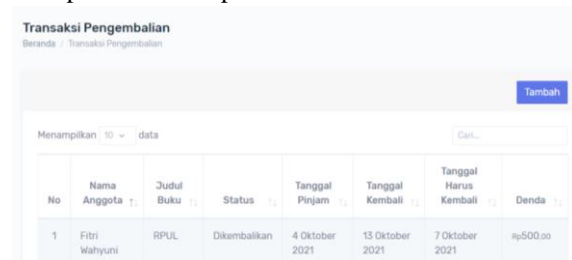 Transaksi Pengembalian
Beranda / Transaksi Pengembalian
Tambah
Menampilkan 10 data
Cari...
No Nama Anggota Judul Buku Status Tanggal Pinjam Tanggal Kembali Tanggal Harus Kembali Denda
1 Fitri Wahyuni RPUL Dikembalikan 4 Oktober 2021 13 Oktober 2021 7 Oktober 2021 Rp500,00